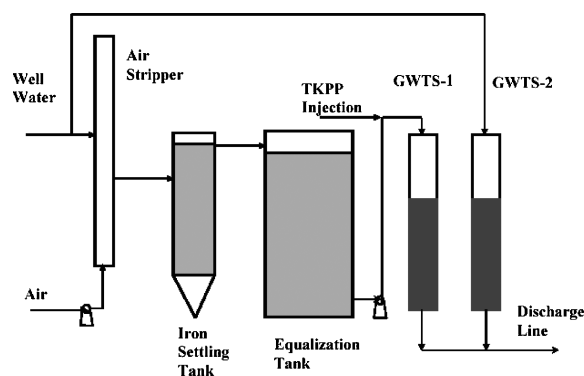 Air
Stripper
Well
Water
TKPP
Injection
GWTS-1
GWTS-2
Air
Iron
Settling
Tank
Equalization
Tank
Discharge
Line